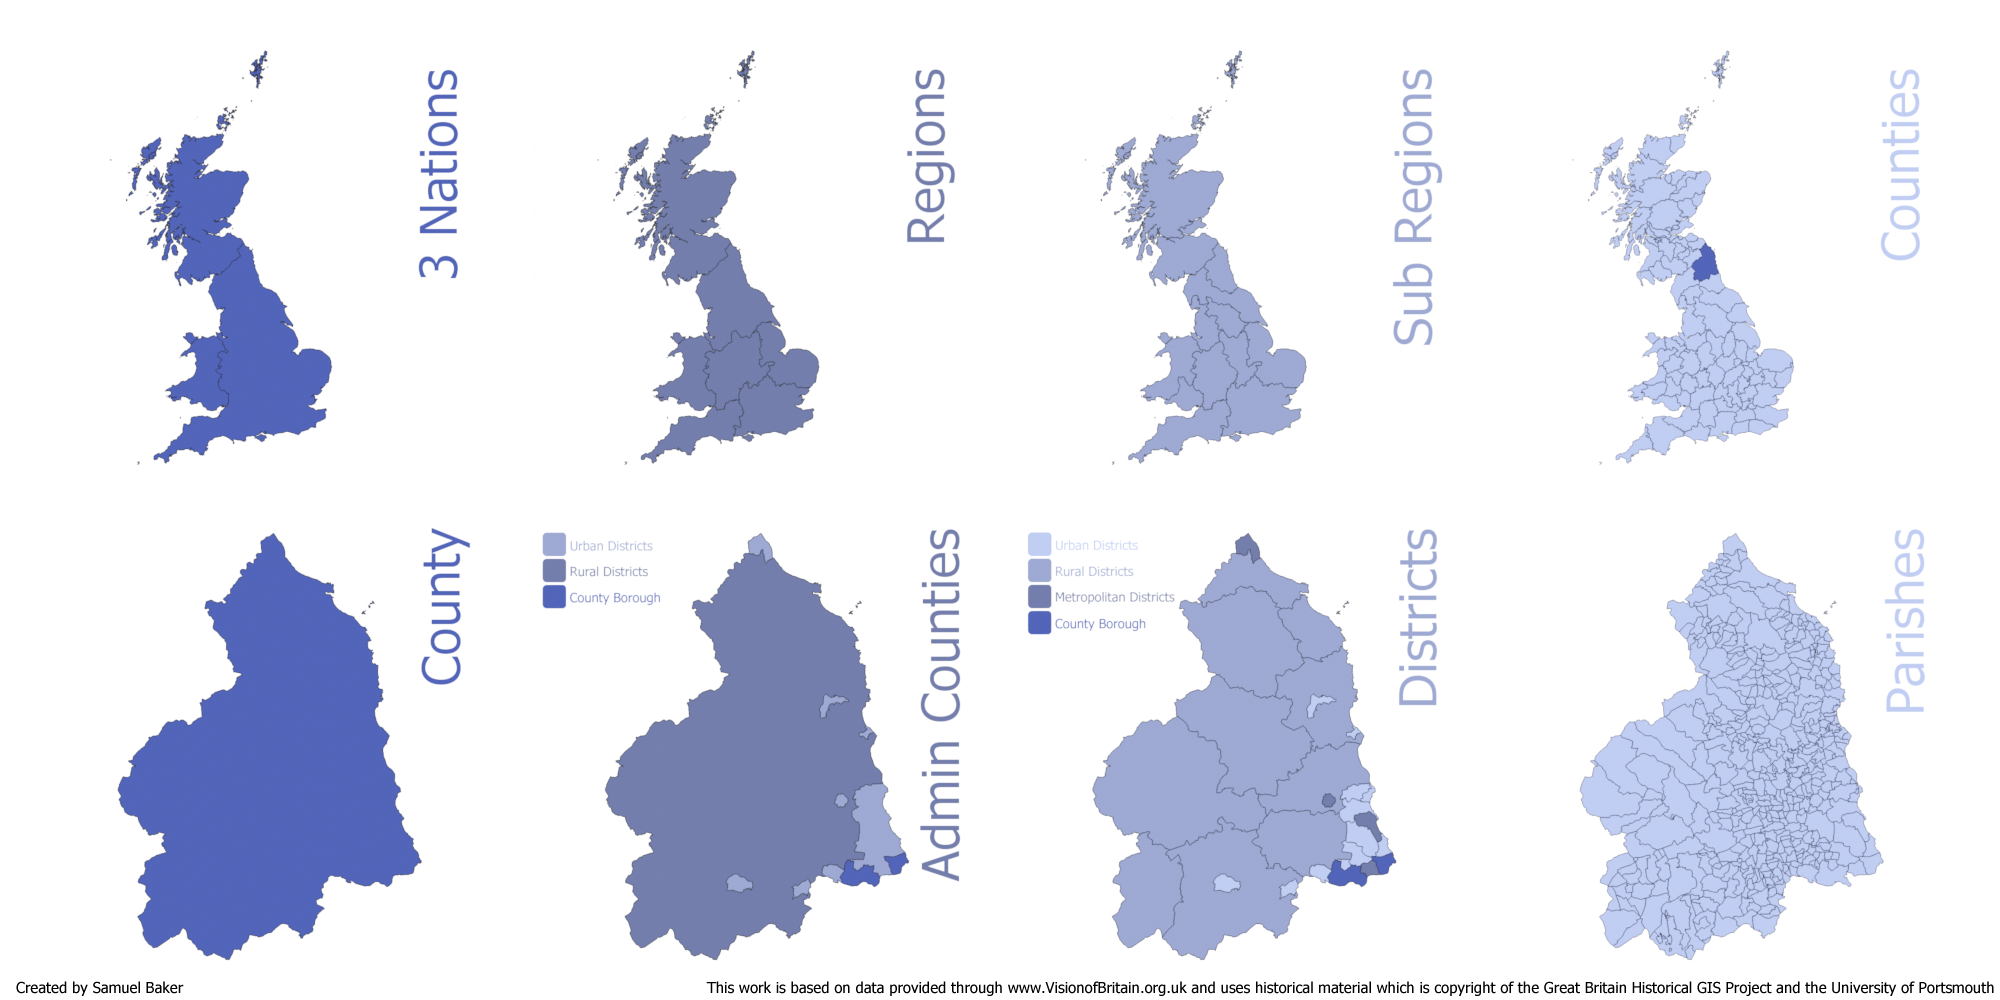 3 Nations
Regions
Sub Regions
Counties
County
Urban Districts
Rural Districts
County Borough
Admin Counties
Urban Districts
Rural Districts
Metropolitan Districts
County Borough
Districts
Parishes
Created by Samuel Baker
This work is based on data provided through www.VisionofBritain.org.uk and uses historical material which is copyright of the Great Britain Historical GIS Project and the University of Portsmouth